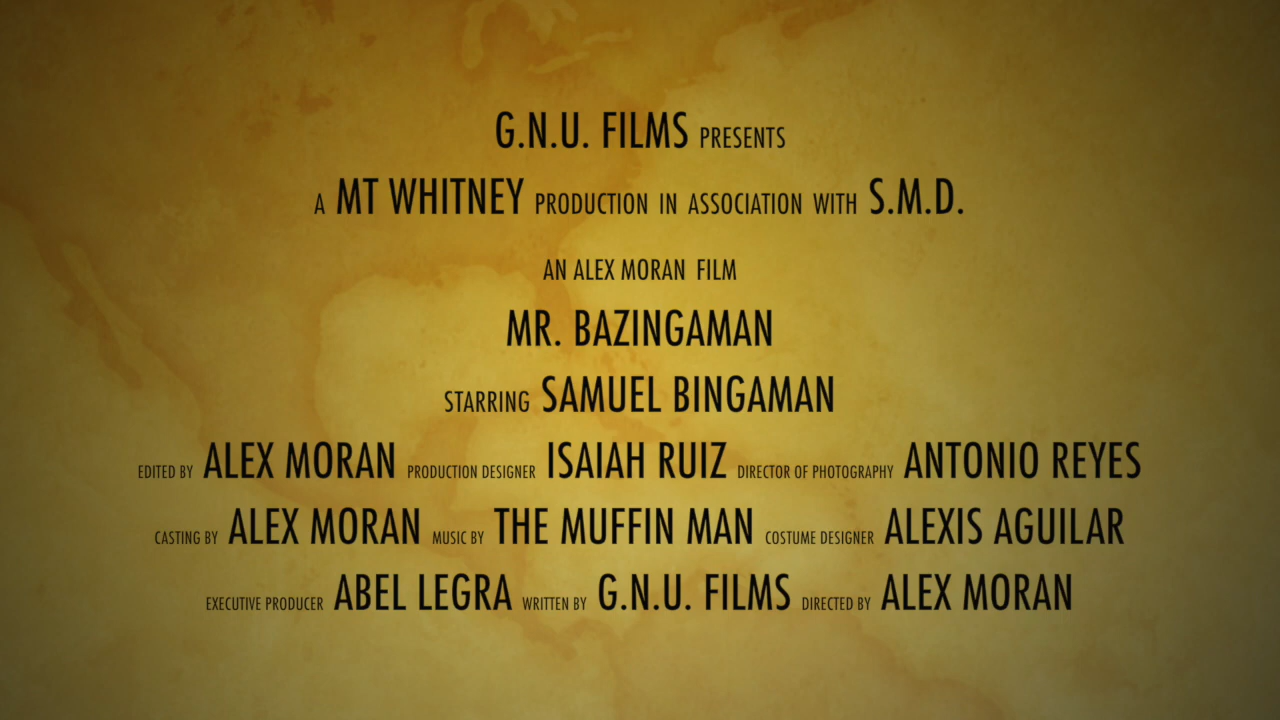 G.N.U. FILMS PRESENTS
A MT WHITNEY PRODUCTION IN ASSOCIATION WITH S.M.D.
AN ALEX MORAN FILM
MR. BAZINGAMAN
STARRING SAMUEL BINGAMAN
EDITED BY ALEX MORAN PRODUCTION DESIGNER ISAIAH RUIZ DIRECTOR OF PHOTOGRAPHY ANTONIO REYES
CASTING BY ALEX MORAN MUSIC BY THE MUFFIN MAN COSTUME DESIGNER ALEXIS AGUILAR
EXECUTIVE PRODUCER ABEL LEGRA WRITTEN BY G.N.U. FILMS DIRECTED BY ALEX MORAN